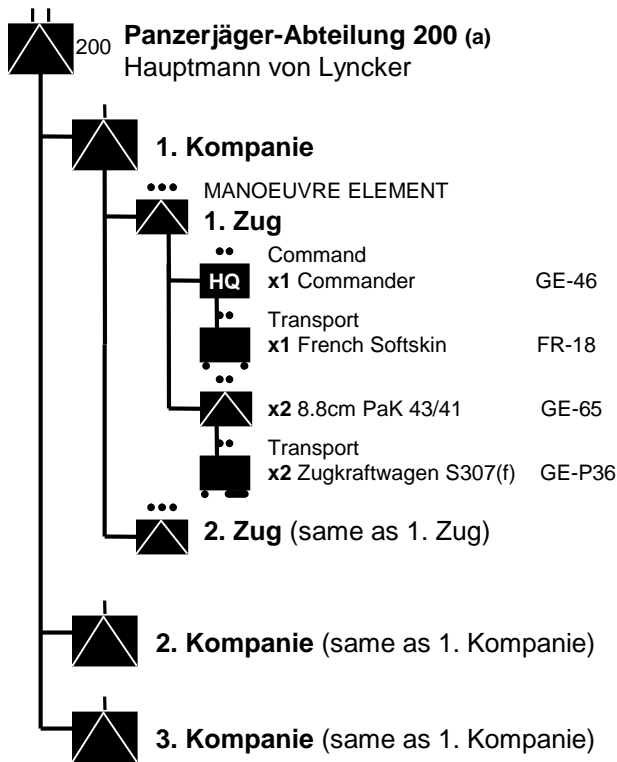 200
Panzerjäger-Abteilung 200 (a)
Hauptmann von Lyncker
1. Kompanie
MANOEUVRE ELEMENT
1. Zug
Command
HQ
x1 Commander GE-46
Transport
x1 French Softskin FR-18
x2 8.8cm PaK 43/41 GE-65
Transport
x2 Zugkraftwagen S307(f) GE-P36
2. Zug (same as 1. Zug)
2. Kompanie (same as 1. Kompanie)
3. Kompanie (same as 1. Kompanie)